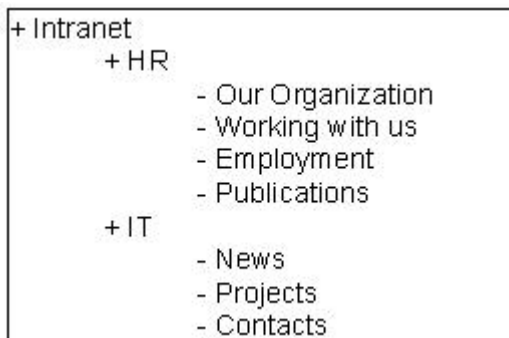 + Intranet
+ HR
- Our Organization
- Working with us
- Employment
- Publications
+ IT
- News
- Projects
- Contacts